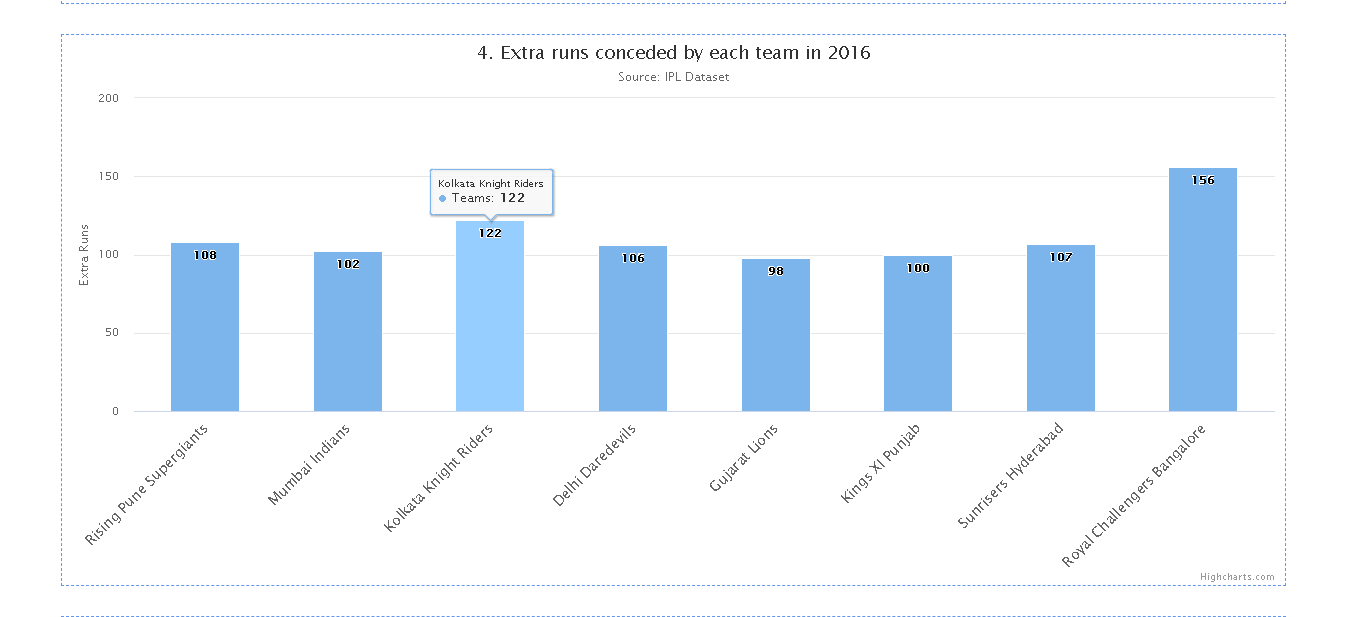 4. Extra runs conceded by each team in 2016
Source: IPL Dataset
Extra Runs
200
150
100
50
0
Kolkata Knight Riders
Teams: 122
108
102
122
106
98
100
107
156
Rising Pune Supergiants
Mumbai Indians
Kolkata Knight Riders
Delhi Daredevils
Gujarat Lions
Kings XI Punjab
Sunrisers Hyderabad
Royal Challengers Bangalore
Highcharts.com